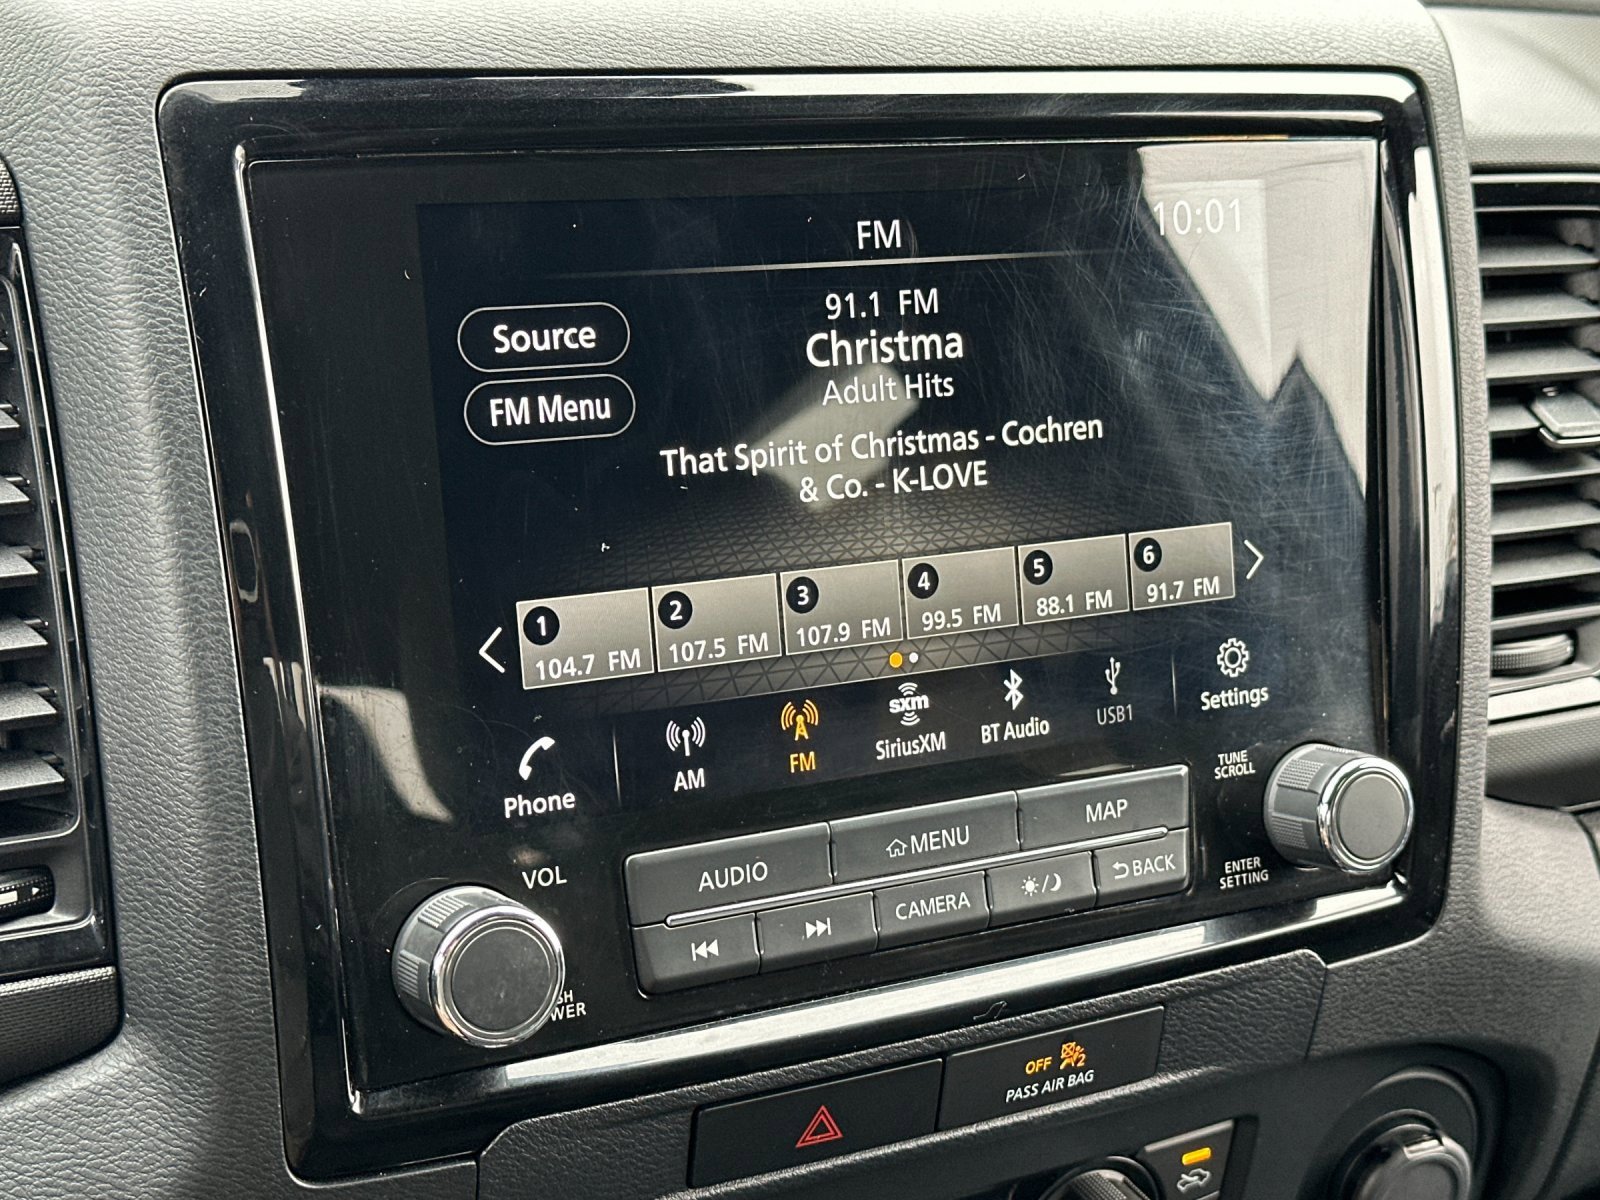 FM
10:01
Source
91.1 FM
Christma
Adult Hits
FM Menu
That Spirit of Christmas - Cochren
& Co. - K-LOVE
1
104.7 FM
2
107.5 FM
3
107.9 FM
4
99.5 FM
5
88.1 FM
6
91.7 FM
Phone
AM
FM
sxm
SiriusXM
BT Audio
USB1
Settings
VOL
TUNE
SCROLL
AUDIO
MENU
MAP
CAMERA
BACK
ENTER
SETTING
OFF
2
PASS AIR BAG